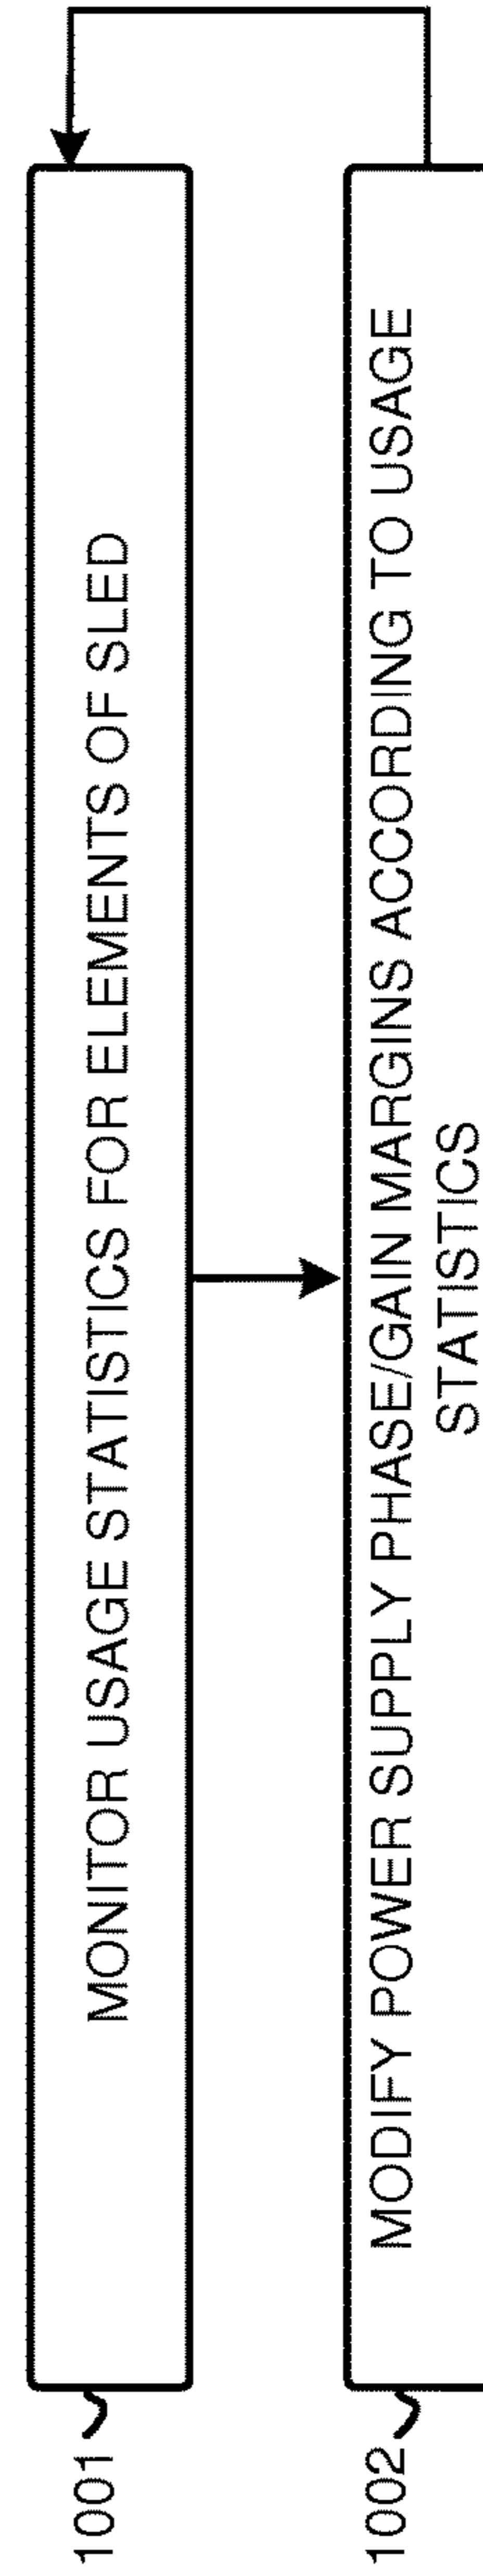 1001
MONITOR USAGE STATISTICS FOR ELEMENTS OF SLED
1002
MODIFY POWER SUPPLY PHASE/GAIN MARGINS ACCORDING TO USAGE
STATISTICS